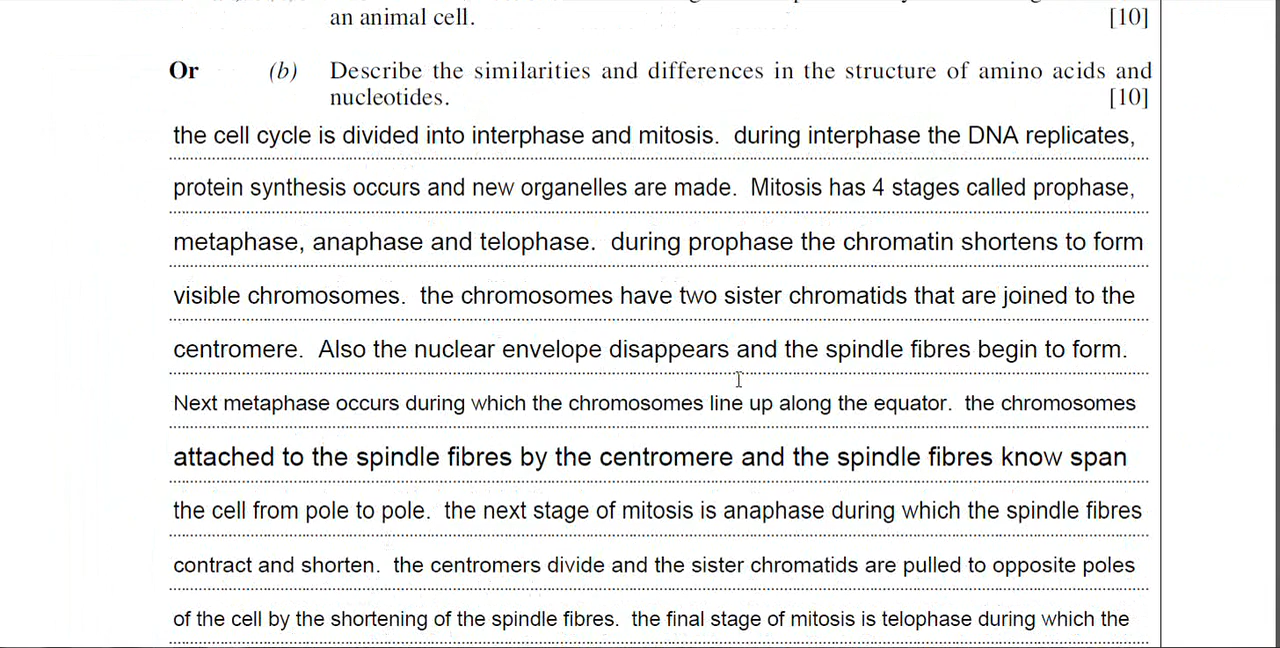 an animal cell. [10]
Or (b) Describe the similarities and differences in the structure of amino acids and
nucleotides. [10]
the cell cycle is divided into interphase and mitosis. during interphase the DNA replicates,
protein synthesis occurs and new organelles are made. Mitosis has 4 stages called prophase,
metaphase, anaphase and telophase. during prophase the chromatin shortens to form
visible chromosomes. the chromosomes have two sister chromatids that are joined to the
centromere. Also the nuclear envelope disappears and the spindle fibres begin to form.
Next metaphase occurs during which the chromosomes line up along the equator. the chromosomes
attached to the spindle fibres by the centromere and the spindle fibres know span
the cell from pole to pole. the next stage of mitosis is anaphase during which the spindle fibres
contract and shorten. the centromers divide and the sister chromatids are pulled to opposite poles
of the cell by the shortening of the spindle fibres. the final stage of mitosis is telophase during which the